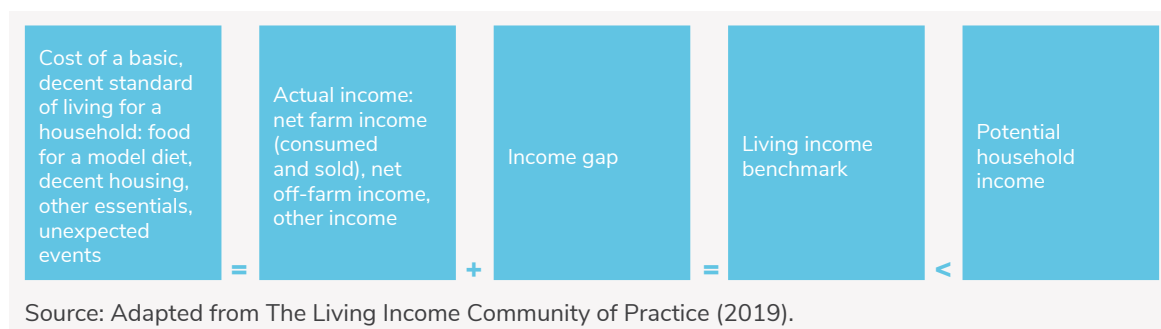 Cost of a basic,
decent standard
of living for a
household: food
for a model diet,
decent housing,
other essentials,
unexpected
events
=
Actual income:
net farm income
(consumed
and sold), net
off-farm income,
other income
+
Income gap
=
Living income
benchmark
<
Potential
household
income
Source: Adapted from The Living Income Community of Practice (2019).